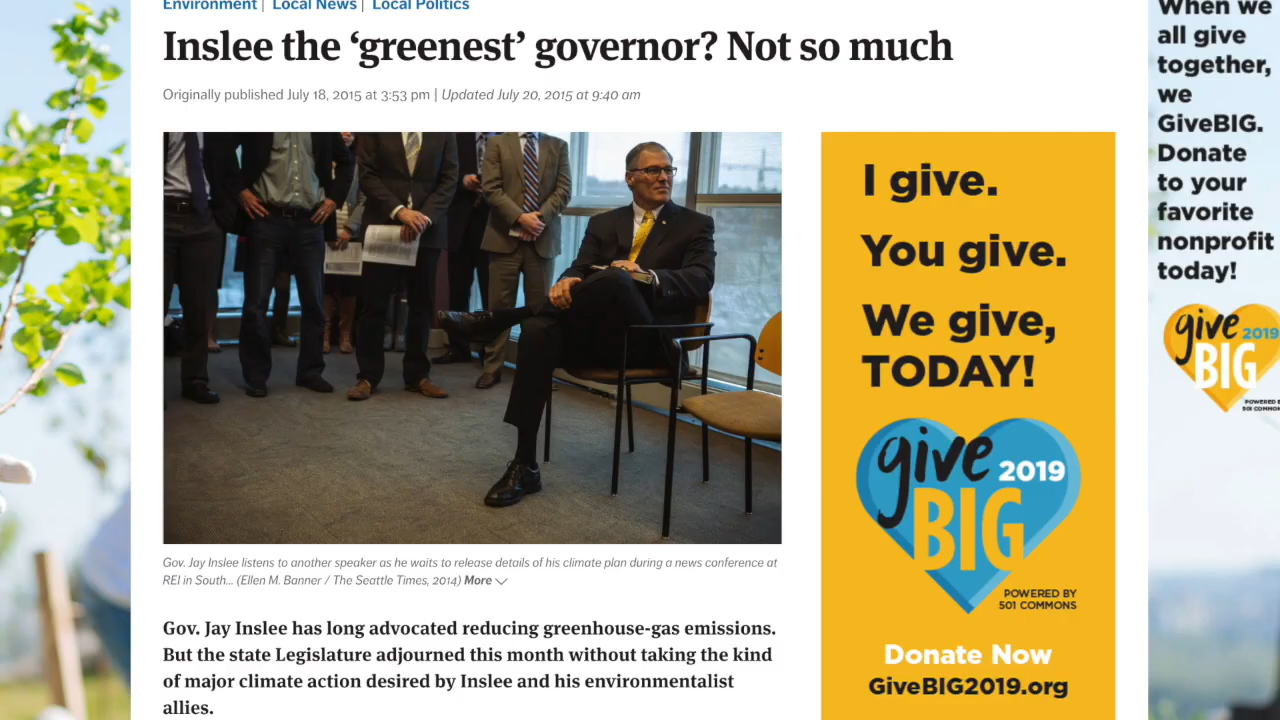 Environment | Local News | Local Politics
Inslee the ‘greenest’ governor? Not so much
Originally published July 18, 2015 at 3:53 pm | Updated July 20, 2015 at 9:40 am
Gov. Jay Inslee listens to another speaker as he waits to release details of his climate plan during a news conference at
REI in South... (Ellen M. Banner / The Seattle Times, 2014) More
Gov. Jay Inslee has long advocated reducing greenhouse-gas emissions.
But the state Legislature adjourned this month without taking the kind
of major climate action desired by Inslee and his environmentalist
allies.
I give.
You give.
We give,
TODAY!
give 2019
BIG
POWERED BY
501 COMMONS
Donate Now
GiveBIG2019.org
When we
all give
together,
we
GiveBIG.
Donate
to your
favorite
nonprofit
today!
give 2019
BIG
POWERED B
501 COMMONS